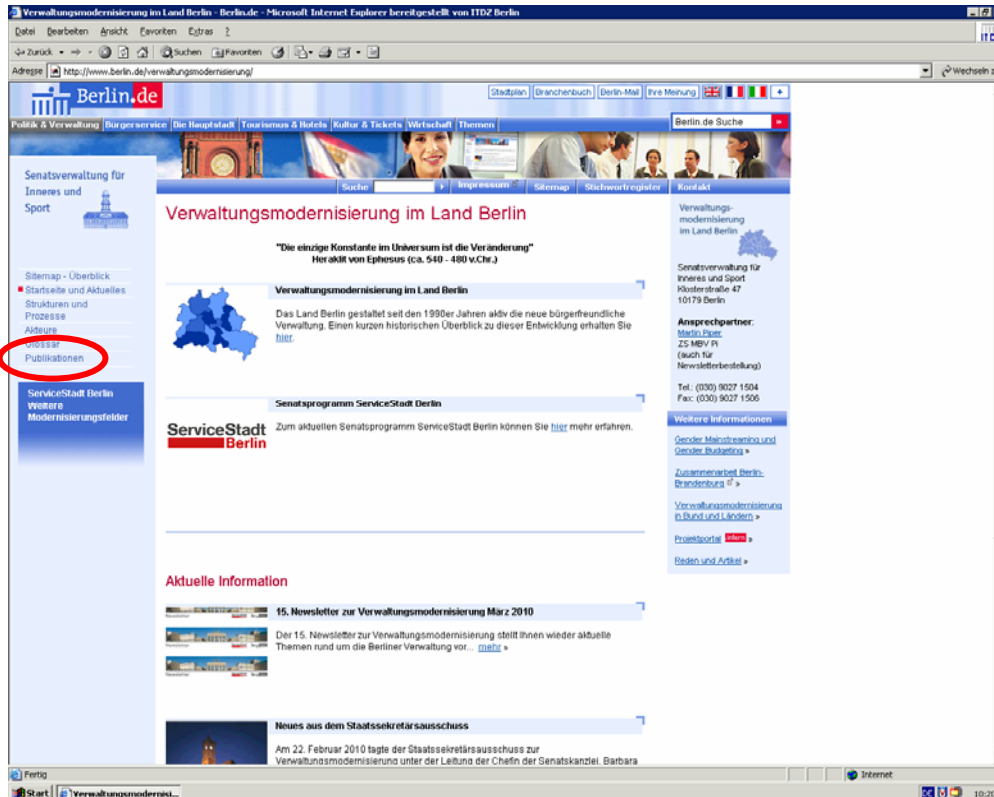 Verwaltungsmodernisierung im Land Berlin - Berlin.de - Microsoft Internet Explorer bereitgestellt von ITDZ Berlin
Datei Bearbeiten Ansicht Favoriten Extras ?
Zurück Suchen Favoriten
Adresse http://www.berlin.de/verwaltungsmodernisierung/ Wechseln z
Berlin.de
Stadtplan Branchenbuch Berlin-Mail Ihre Meinung +
Politik & Verwaltung Bürgerservice Die Hauptstadt Tourismus & Hotels Kultur & Tickets Wirtschaft Themen
Berlin.de Suche »
Suche Impressum Sitemap Stichwortregister Kontakt
Senatsverwaltung für
Inneres und
Sport
Sitemap - Überblick
Startseite und Aktuelles
Strukturen und
Prozesse
Akteure
Glossar
Publikationen
ServiceStadt Berlin
Weitere
Modernisierungsfelder
Verwaltungsmodernisierung im Land Berlin
"Die einzige Konstante im Universum ist die Veränderung"
Heraklit von Ephesus (ca. 540 - 480 v.Chr.)
Verwaltungsmodernisierung im Land Berlin
Das Land Berlin gestaltet seit den 1990er Jahren aktiv die neue bürgerfreundliche
Verwaltung. Einen kurzen historischen Überblick zu dieser Entwicklung erhalten Sie
hier.
Senatsprogramm ServiceStadt Berlin
ServiceStadt
Berlin
Zum aktuellen Senatsprogramm ServiceStadt Berlin können Sie hier mehr erfahren.
Aktuelle Information
15. Newsletter zur Verwaltungsmodernisierung März 2010
Der 15. Newsletter zur Verwaltungsmodernisierung stellt Ihnen wieder aktuelle
Themen rund um die Berliner Verwaltung vor... mehr »
Neues aus dem Staatssekretärsausschuss
Am 22. Februar 2010 tagte der Staatssekretärsausschuss zur
Verwaltungsmodernisierung unter der Leitung der Chefin der Senatskanzlei, Barbara
Verwaltungs-
modernisierung
im Land Berlin
Senatsverwaltung für
Inneres und Sport
Klosterstraße 47
10179 Berlin
Ansprechpartner:
Martin Piper
ZS MBV Pi
(auch für
Newsletterbestellung)
Tel.: (030) 9027 1504
Fax: (030) 9027 1506
Weitere Informationen
Gender Mainstreaming und
Gender Budgeting »
Zusammenarbeit Berlin-
Brandenburg »
Verwaltungsmodernisierung
in Bund und Ländern »
Projektportal intern »
Reden und Artikel »
Fertig Internet
Start Verwaltungsmodernisi... DE 10:20